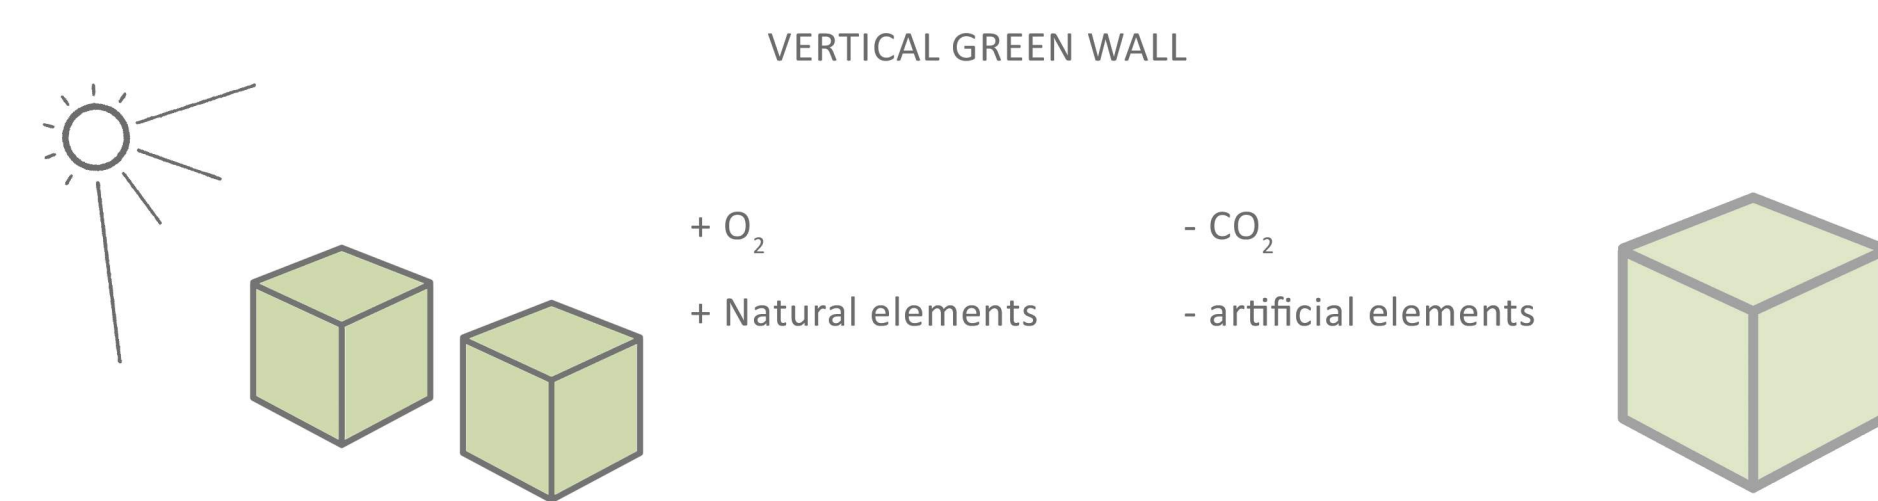 VERTICAL GREEN WALL
+ O₂
- CO₂
+ Natural elements
- artificial elements